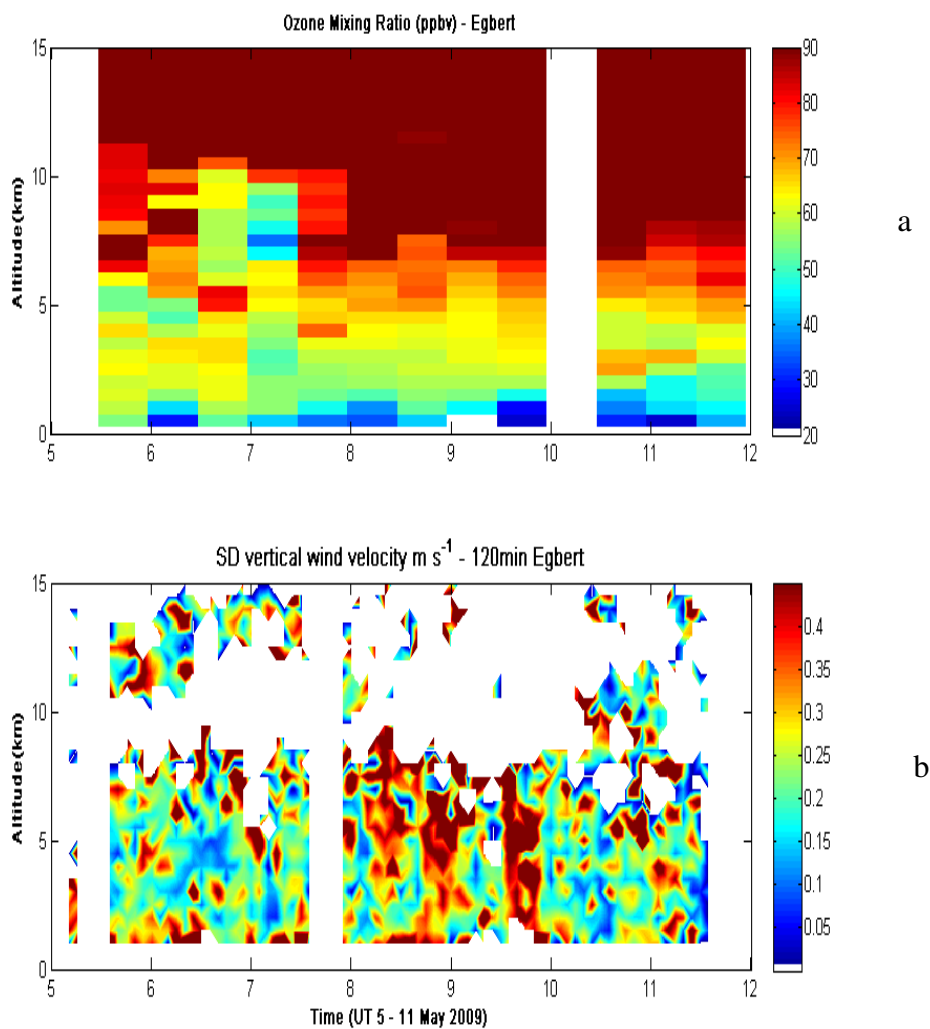 Ozone Mixing Ratio (ppbv) - Egbert
Altitude(km)
15
10
5
0
5 6 7 8 9 10 11 12
90
80
70
60
50
40
30
20
a
SD vertical wind velocity m s⁻¹ - 120min Egbert
Altitude(km)
15
10
5
0
5 6 7 8 9 10 11 12
Time (UT 5 - 11 May 2009)
0.4
0.35
0.3
0.25
0.2
0.15
0.1
0.05
b